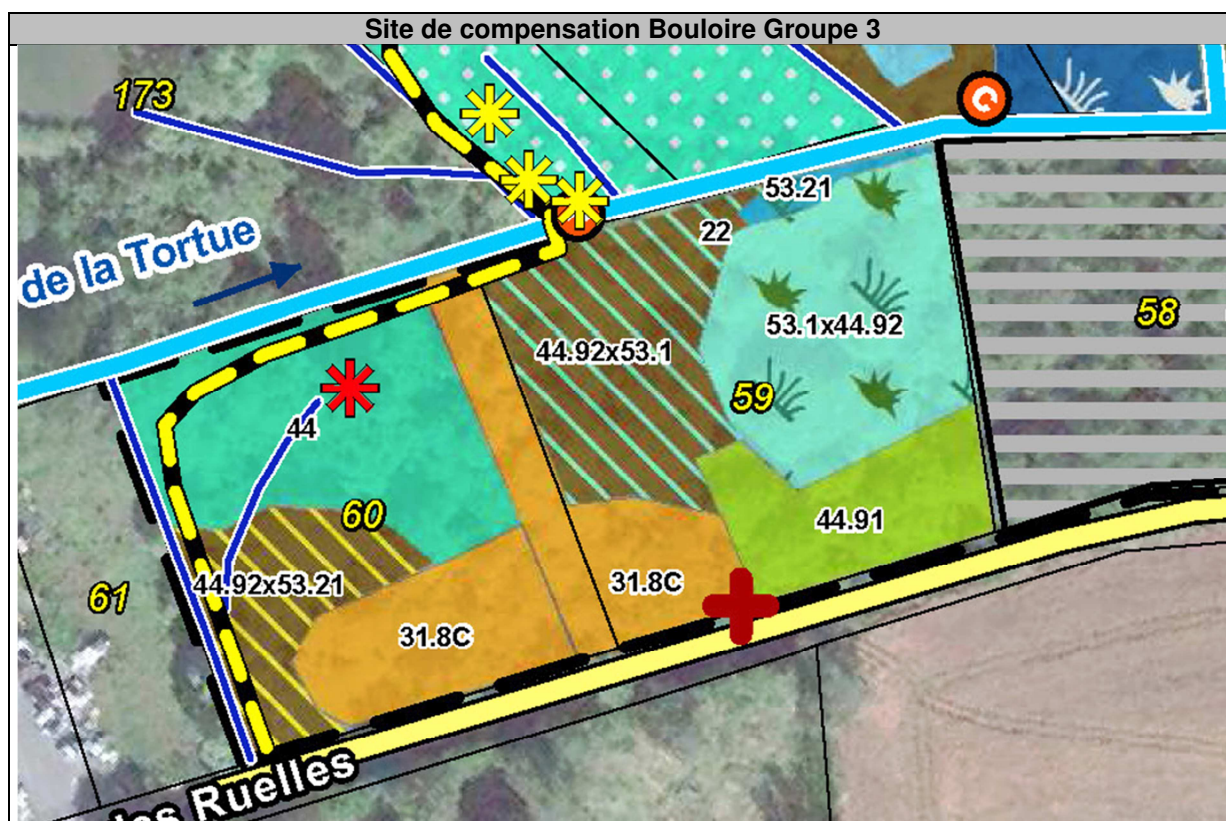 Site de compensation Bouloire Groupe 3
173
53.21
22
de la Tortue
58
53.1x44.92
44.92x53.1
59
44
60
44.91
44.92x53.21
31.8C
61
31.8C
des Ruelles